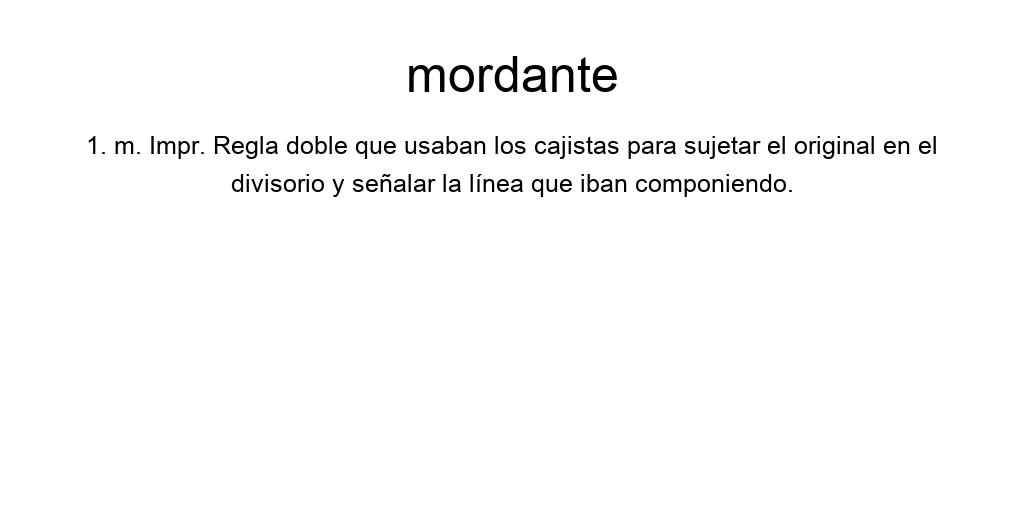 mordante
1. m. Impr. Regla doble que usaban los cajistas para sujetar el original en el
divisorio y señalar la línea que iban componiendo.